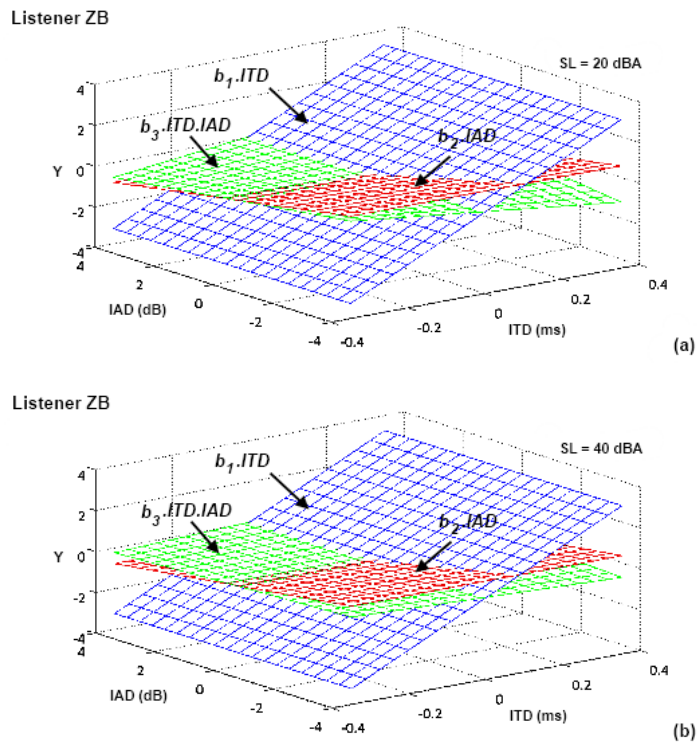 Listener ZB
SL = 20 dBA
b1.ITD
b3.ITD.IAD
b2.IAD
4
2
Y 0
-2
-4
4
2
0
-2
-4
IAD (dB)
-0.4
-0.2
0
0.2
0.4
ITD (ms)
(a)
Listener ZB
SL = 40 dBA
b1.ITD
b3.ITD.IAD
b2.IAD
4
2
Y 0
-2
-4
4
2
0
-2
-4
IAD (dB)
-0.4
-0.2
0
0.2
0.4
ITD (ms)
(b)